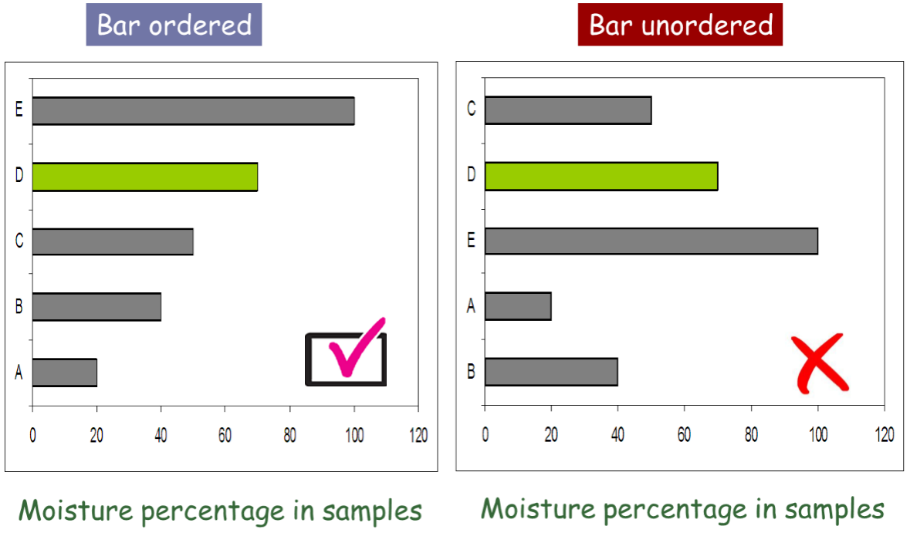 Bar ordered
E
D
C
B
A
0 20 40 60 80 100 120
Moisture percentage in samples
Bar unordered
C
D
E
A
B
0 20 40 60 80 100 120
Moisture percentage in samples